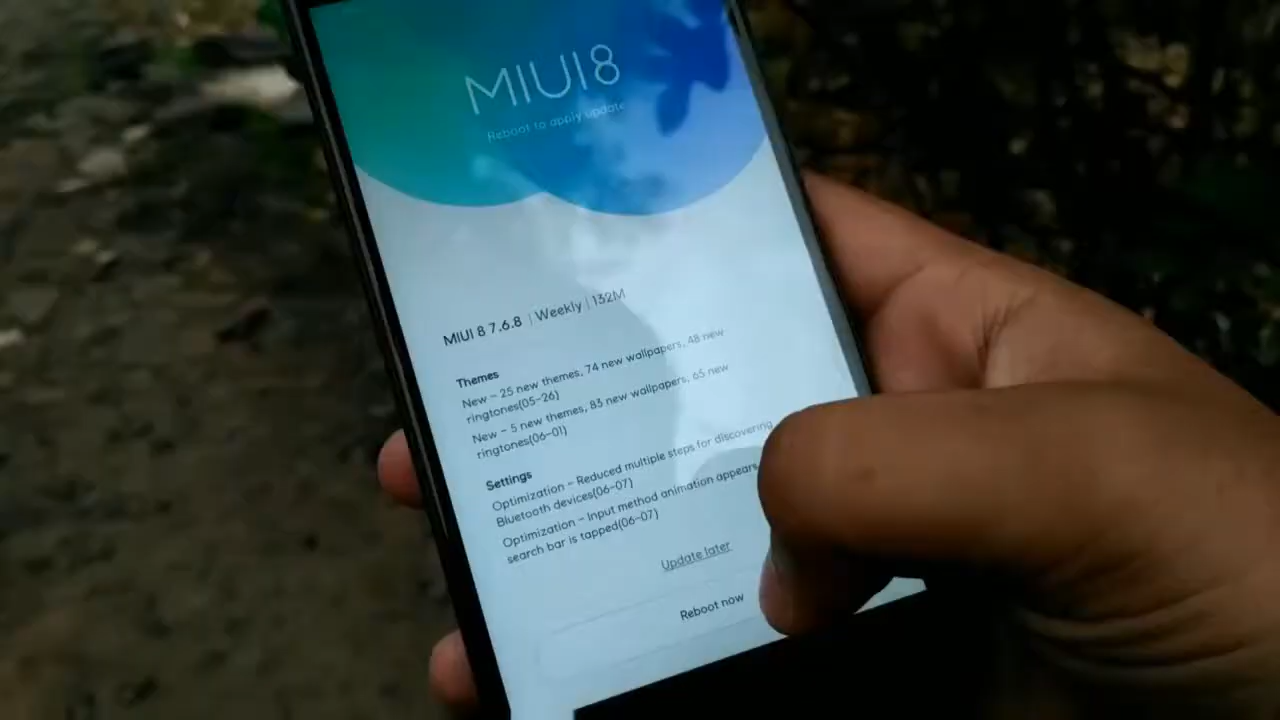 MIUI 8
Reboot to apply update
MIUI 8 7.6.8 | Weekly | 132M
Themes
New - 25 new themes, 74 new wallpapers, 48 new
ringtones(05-26)
New - 5 new themes, 83 new wallpapers, 65 new
ringtones(06-01)
Settings
Optimization - Reduced multiple steps for discovering
Bluetooth devices(06-07)
Optimization - Input method animation appears
search bar is tapped(06-07)
Update later
Reboot now